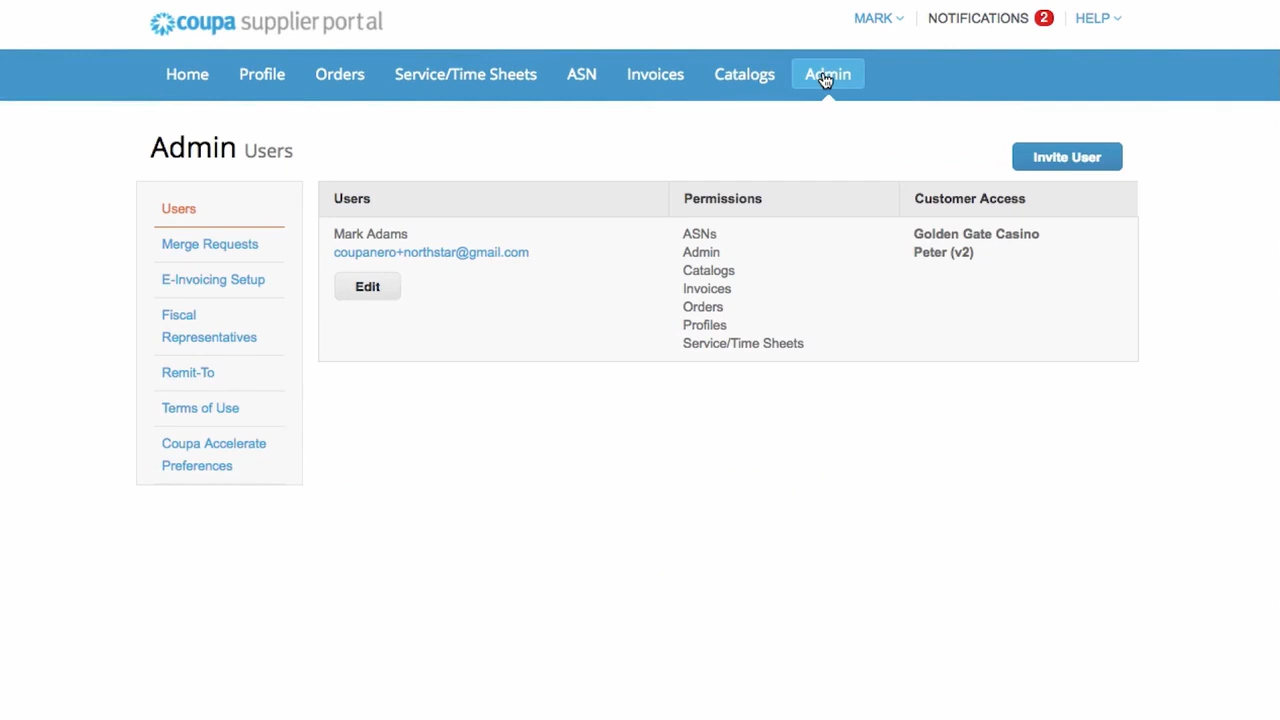 coupa supplier portal
MARK NOTIFICATIONS 2 HELP
Home Profile Orders Service/Time Sheets ASN Invoices Catalogs Admin
Admin Users
Invite User
Users
Merge Requests
E-Invoicing Setup
Fiscal
Representatives
Remit-To
Terms of Use
Coupa Accelerate
Preferences
Users Permissions Customer Access
Mark Adams
coupanero+northstar@gmail.com
Edit
ASNs
Admin
Catalogs
Invoices
Orders
Profiles
Service/Time Sheets
Golden Gate Casino
Peter (v2)